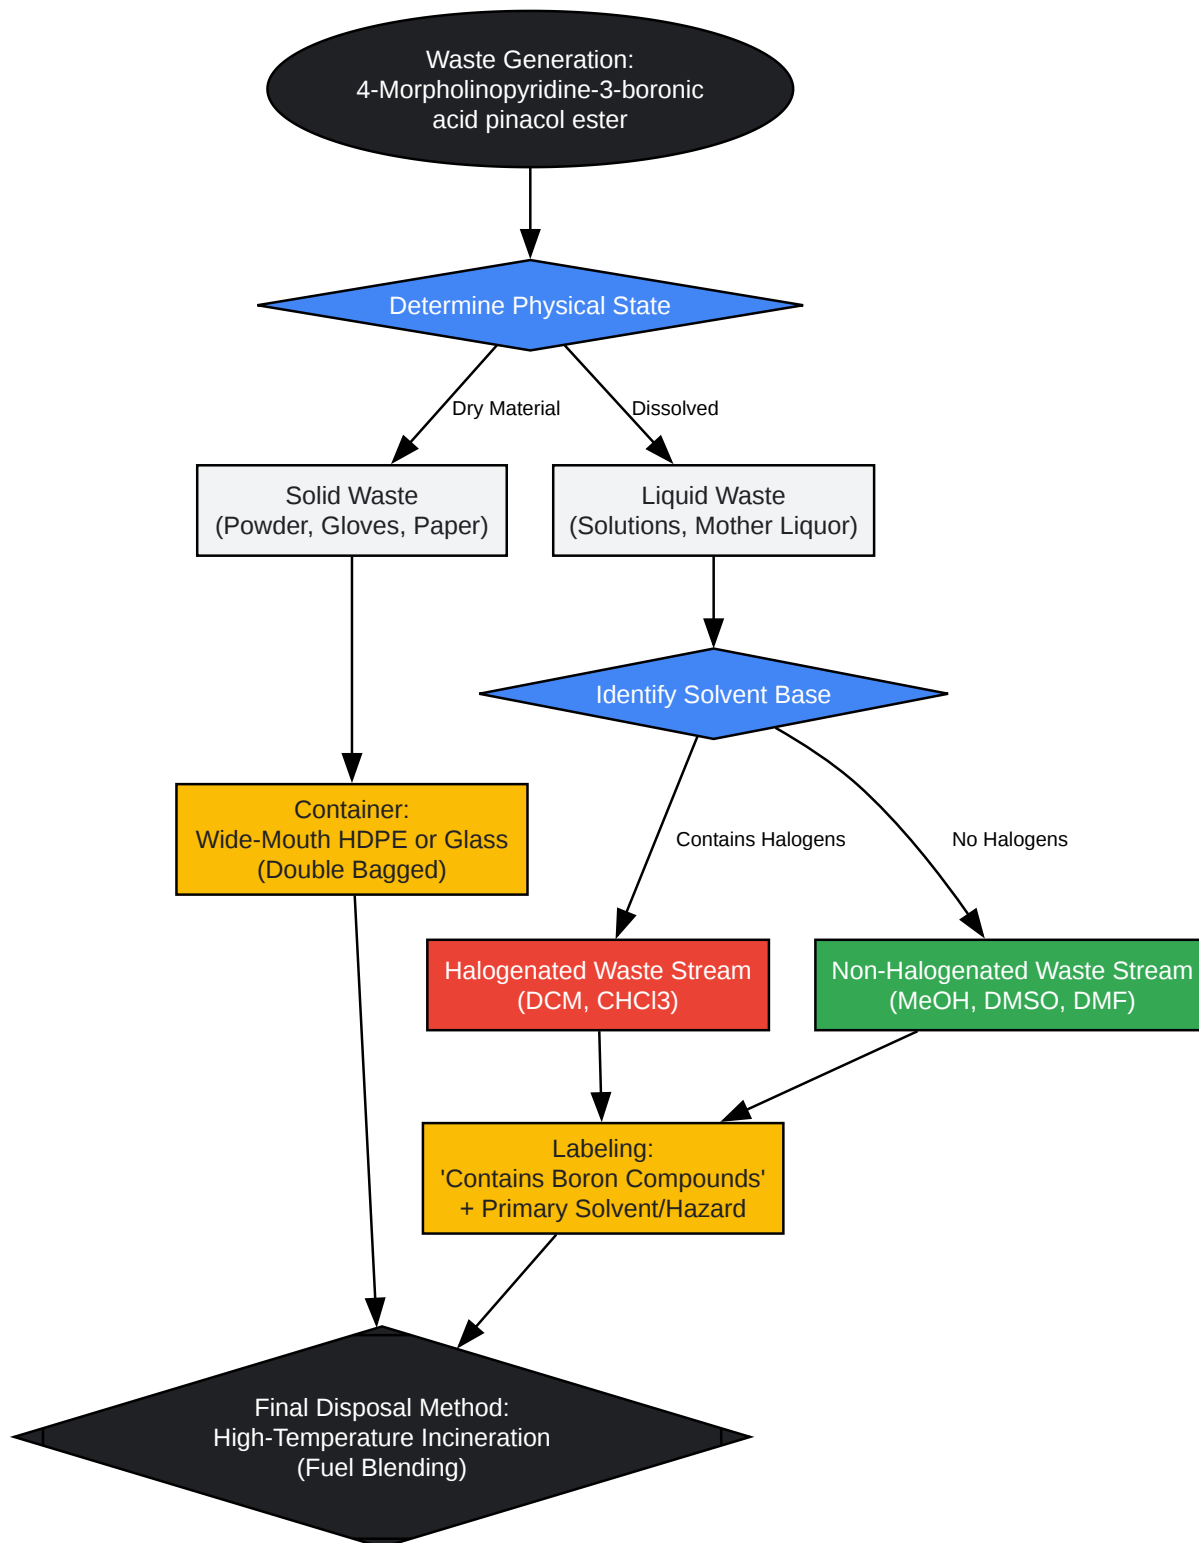 Waste Generation:
4-Morpholinopyridine-3-boronic
acid pinacol ester
Determine Physical State
Dry Material
Dissolved
Solid Waste
(Powder, Gloves, Paper)
Liquid Waste
(Solutions, Mother Liquor)
Identify Solvent Base
Container:
Wide-Mouth HDPE or Glass
(Double Bagged)
Contains Halogens
No Halogens
Halogenated Waste Stream
(DCM, CHCl3)
Non-Halogenated Waste Stream
(MeOH, DMSO, DMF)
Labeling:
'Contains Boron Compounds'
+ Primary Solvent/Hazard
Final Disposal Method:
High-Temperature Incineration
(Fuel Blending)